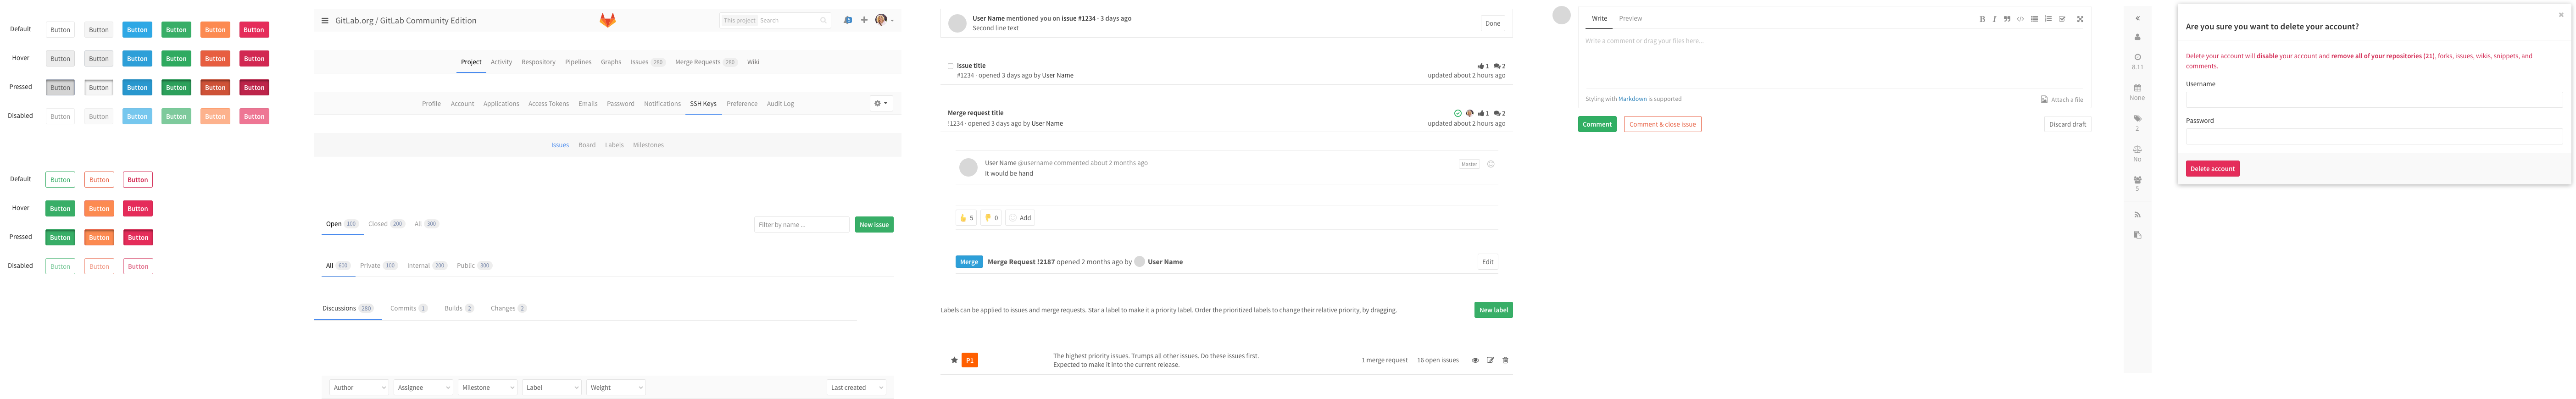 Default Button Button Button Button Button Button
Hover Button Button Button Button Button Button
Pressed Button Button Button Button Button Button
Disabled Button Button Button Button Button Button
Default Button Button Button
Hover Button Button Button
Pressed Button Button Button
Disabled Button Button Button
GitLab.org / GitLab Community Edition This project Search
Project Activity Respository Pipelines Graphs Issues 280 Merge Requests 280 Wiki
Profile Account Applications Access Tokens Emails Password Notifications SSH Keys Preference Audit Log
Issues Board Labels Milestones
Open 100 Closed 200 All 300 Filter by name ... New issue
All 600 Private 100 Internal 200 Public 300
Discussions 280 Commits 1 Builds 2 Changes 2
Author Assignee Milestone Label Weight Last created
User Name mentioned you on issue #1234 · 3 days ago
Second line text
Done
Issue title 1 2
#1234 · opened 3 days ago by User Name updated about 2 hours ago
Merge request title 1 2
!1234 · opened 3 days ago by User Name updated about 2 hours ago
User Name @username commented about 2 months ago Master
It would be hand
5 0 Add
Merge Merge Request !2187 opened 2 months ago by User Name Edit
Labels can be applied to issues and merge requests. Star a label to make it a priority label. Order the prioritized labels to change their relative priority, by dragging. New label
P1 The highest priority issues. Trumps all other issues. Do these issues first.
Expected to make it into the current release.
1 merge request 16 open issues
Write Preview
Write a comment or drag your files here...
Styling with Markdown is supported Attach a file
Comment Comment & close issue Discard draft
8.11
None
2
No
5
Are you sure you want to delete your account?
Delete your account will disable your account and remove all of your repositories (21), forks, issues, wikis, snippets, and
comments.
Username
Password
Delete account